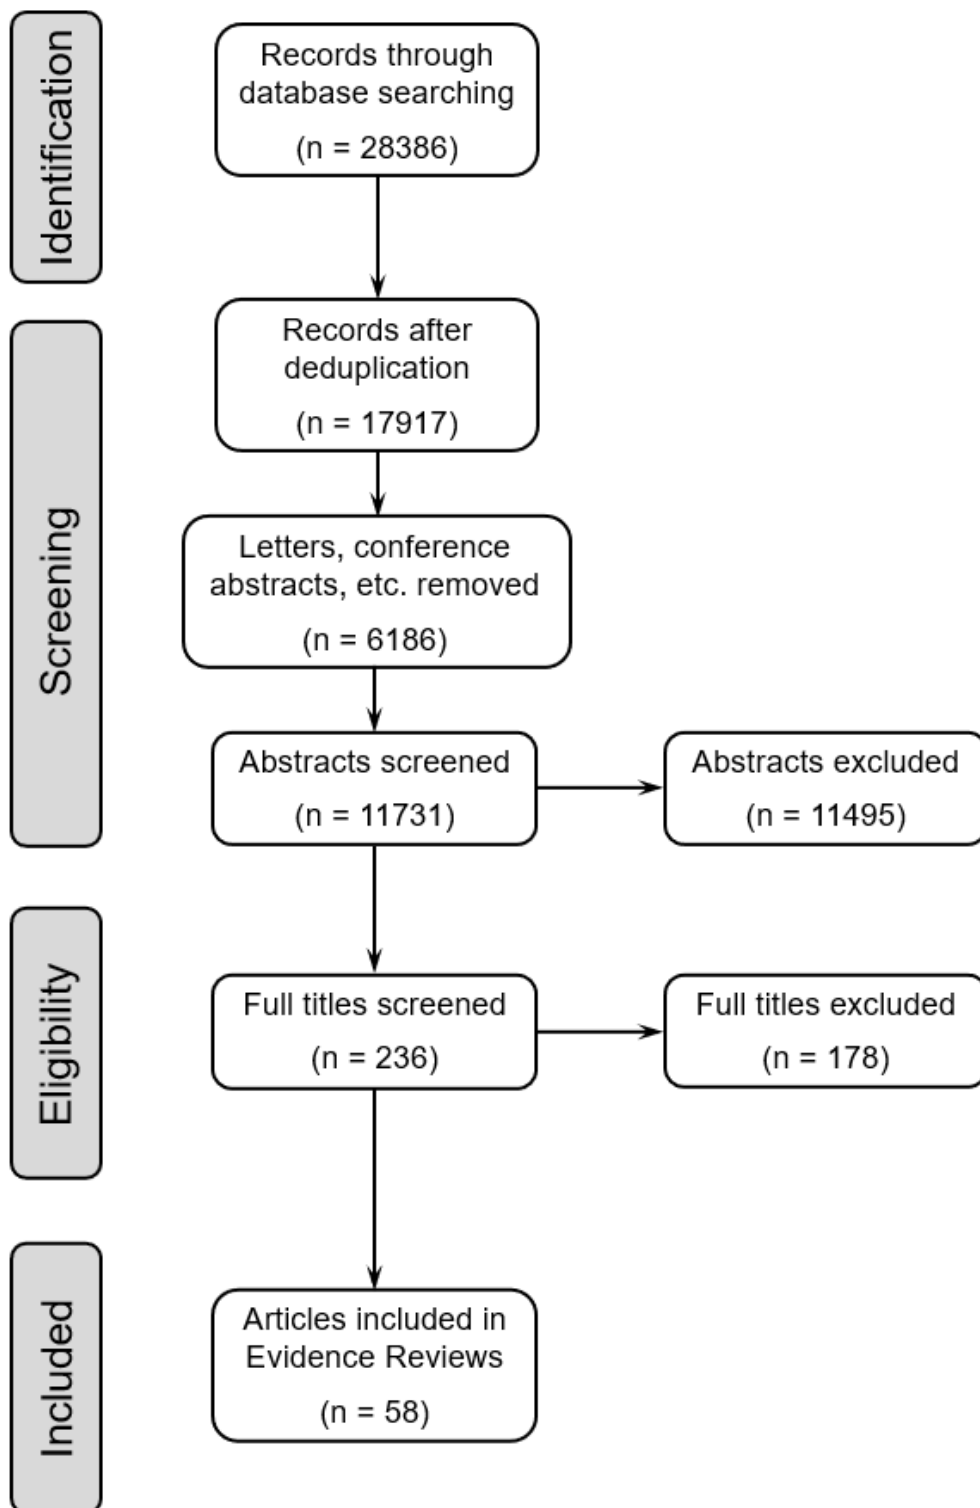 Identification
Records through
database searching
(n = 28386)
Screening
Records after
deduplication
(n = 17917)
Letters, conference
abstracts, etc. removed
(n = 6186)
Abstracts screened
(n = 11731)
Abstracts excluded
(n = 11495)
Eligibility
Full titles screened
(n = 236)
Full titles excluded
(n = 178)
Included
Articles included in
Evidence Reviews
(n = 58)